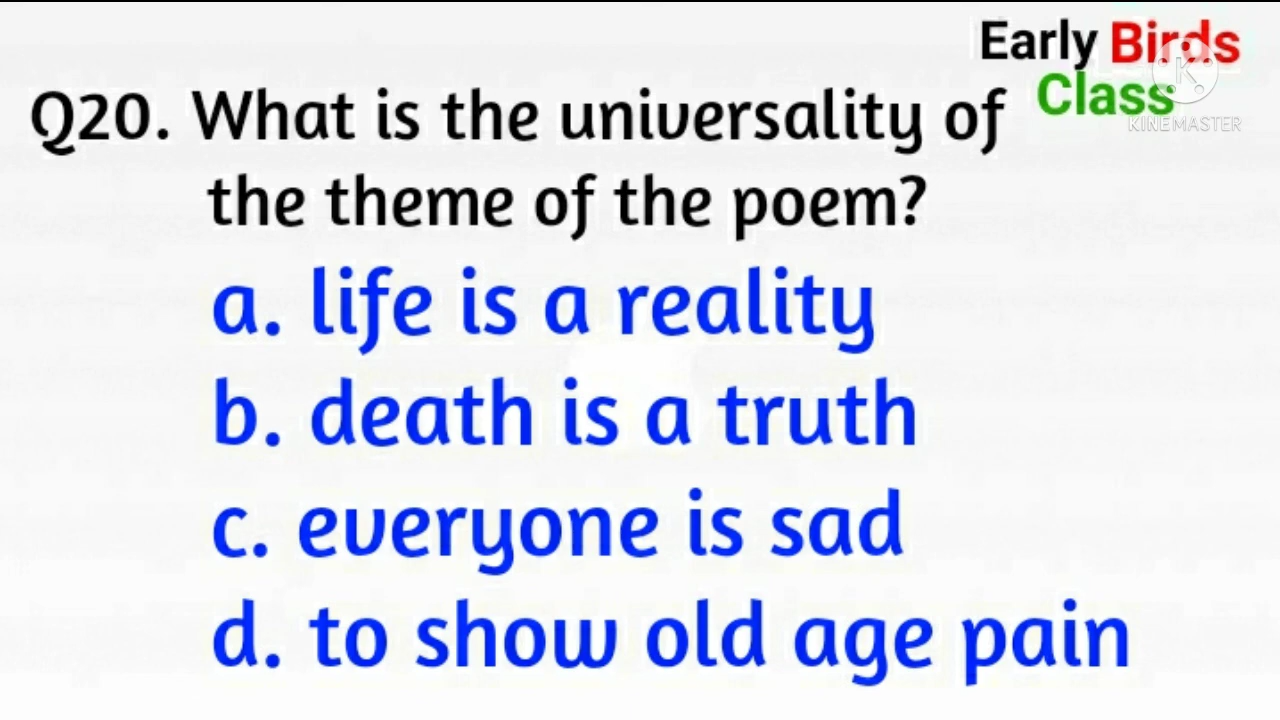 Early Birds
Class
KINEMASTER
Q20. What is the universality of
the theme of the poem?
a. life is a reality
b. death is a truth
c. everyone is sad
d. to show old age pain